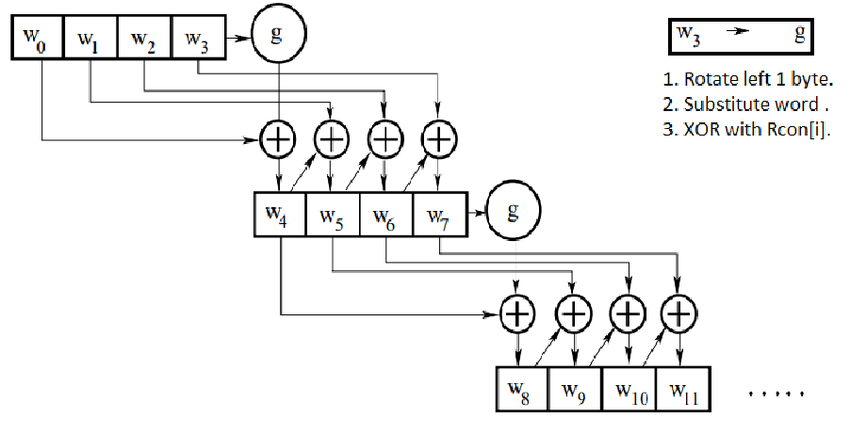 w₀ w₁ w₂ w₃ g
w₃ g
1. Rotate left 1 byte.
2. Substitute word .
3. XOR with Rcon[i].
+ + + +
w₄ w₅ w₆ w₇ g
+ + + +
w₈ w₉ w₁₀ w₁₁ . . . . .